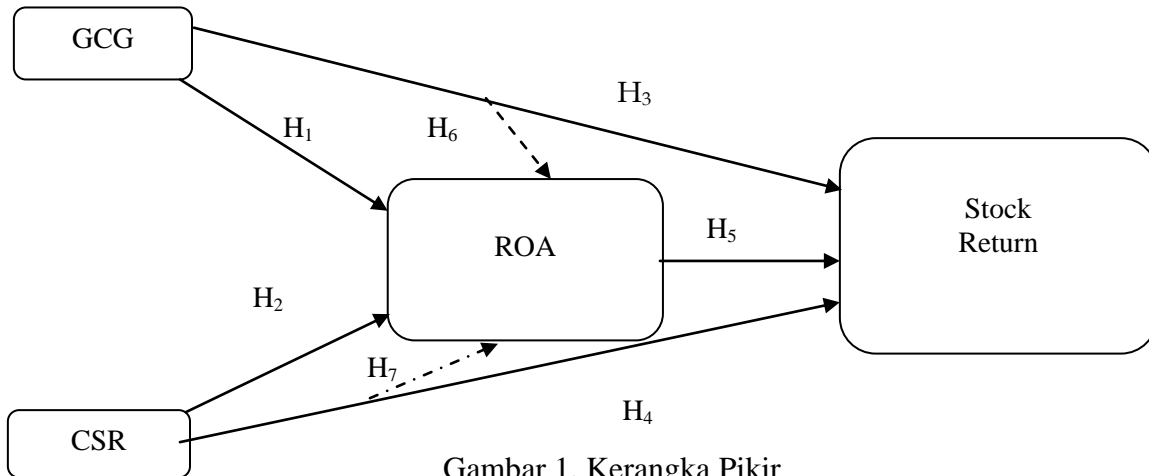 GCG
H₃
H₁
H₆
Stock
Return
ROA
H₅
H₂
H₇
H₄
CSR
Gambar 1. Kerangka Pikir